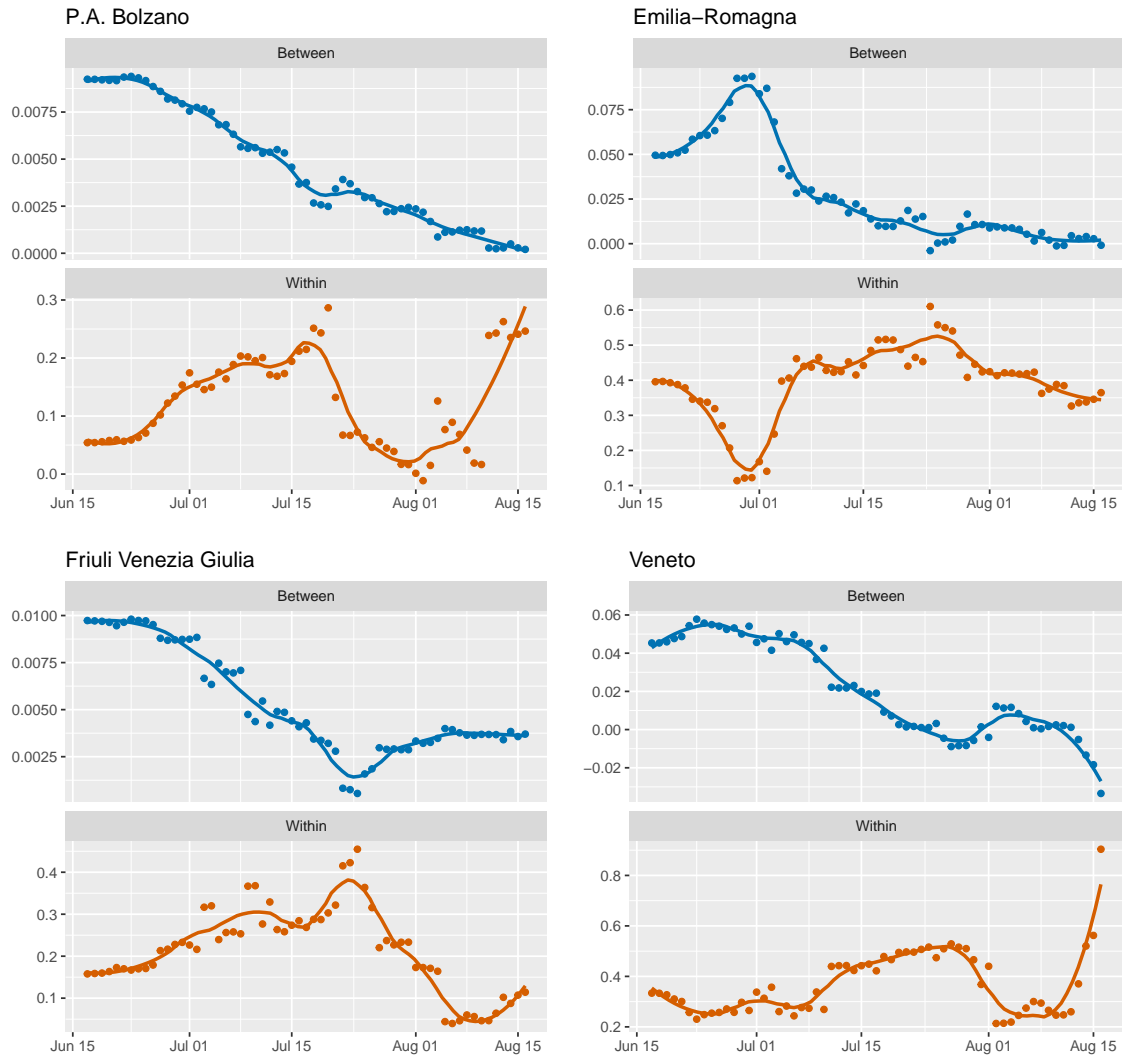 P.A. Bolzano
Between
0.0075
0.0050
0.0025
0.0000
Within
0.3
0.2
0.1
0.0
Jun 15 Jul 01 Jul 15 Aug 01 Aug 15
Emilia−Romagna
Between
0.075
0.050
0.025
0.000
Within
0.6
0.5
0.4
0.3
0.2
0.1
Jun 15 Jul 01 Jul 15 Aug 01 Aug 15
Friuli Venezia Giulia
Between
0.0100
0.0075
0.0050
0.0025
Within
0.4
0.3
0.2
0.1
Jun 15 Jul 01 Jul 15 Aug 01 Aug 15
Veneto
Between
0.06
0.04
0.02
0.00
−0.02
Within
0.8
0.6
0.4
0.2
Jun 15 Jul 01 Jul 15 Aug 01 Aug 15